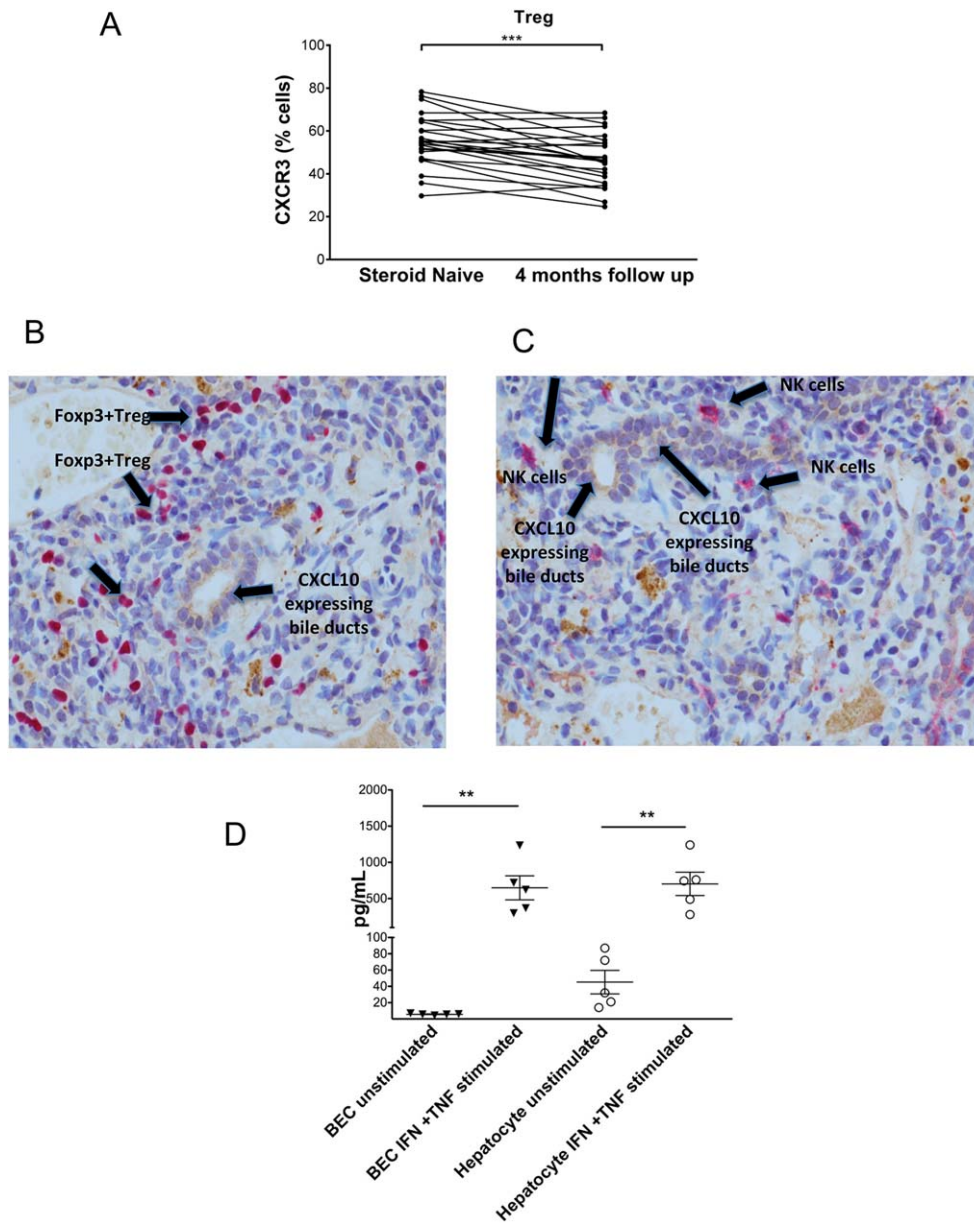 A
Treg
***
CXCR3 (% cells)
100
80
60
40
20
0
Steroid Naive
4 months follow up
B
Foxp3+Treg
Foxp3+Treg
CXCL10
expressing
bile ducts
C
NK cells
NK cells
NK cells
CXCL10
expressing
bile ducts
CXCL10
expressing
bile ducts
D
pg/mL
2000
1500
1000
500
100
80
60
40
20
**
**
BEC unstimulated
BEC IFN +TNF stimulated
Hepatocyte unstimulated
Hepatocyte IFN +TNF stimulated